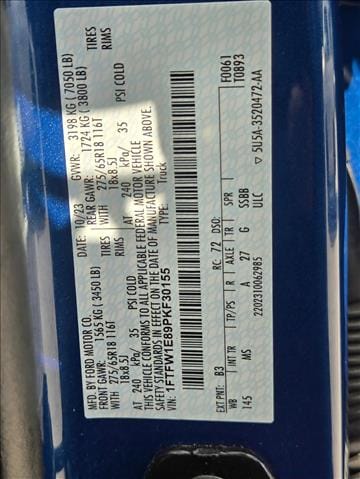 MFD. BY FORD MOTOR CO.
DATE: 10/23 GVWR: 3198 KG ( 7050 LB)
FRONT GAWR: 1565 KG ( 3450 LB) REAR GAWR: 1724 KG ( 3800 LB)
WITH 275/65R18 116T TIRES WITH 275/65R18 116T TIRES
18x8.5J RIMS 18x8.5J RIMS
AT 240 kPa/ 35 PSI COLD AT 240 kPa/ 35 PSI COLD
THIS VEHICLE CONFORMS TO ALL APPLICABLE FEDERAL MOTOR VEHICLE
SAFETY STANDARDS IN EFFECT ON THE DATE OF MANUFACTURE SHOWN ABOVE.
VIN: 1FTFW1E89PKF30155 TYPE: Truck
F0061
T0893
EXT PNT: B3 RC: 72 DSO:
WB INT TR TP/PS R AXLE TR SPR
145 MS A 27 G SSBB
ULC
2202310062985 ▽ 5U5A-3520472-AA